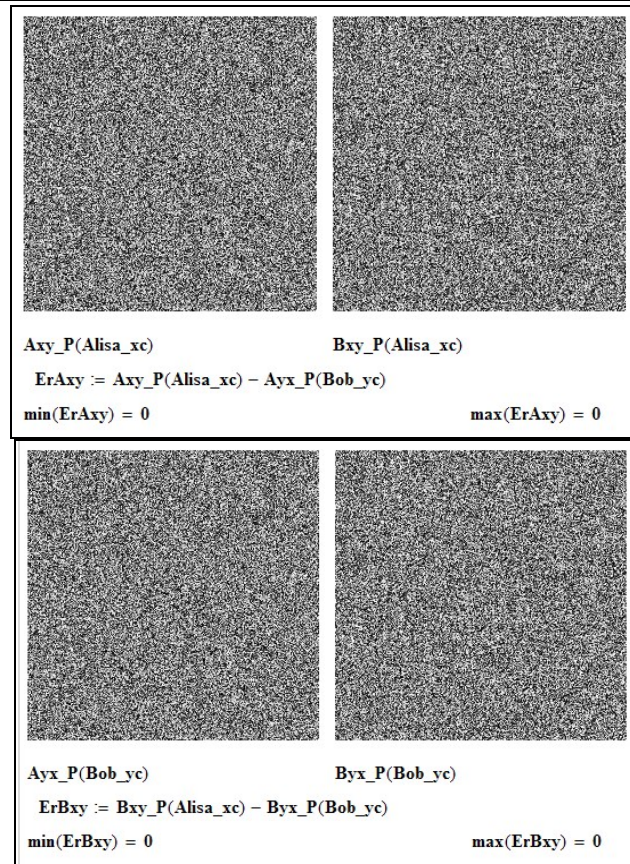 Axy_P(Alisa_xc) Bxy_P(Alisa_xc)
ErAxy := Axy_P(Alisa_xc) − Ayx_P(Bob_yc)
min(ErAxy) = 0 max(ErAxy) = 0
Ayx_P(Bob_yc) Byx_P(Bob_yc)
ErBxy := Bxy_P(Alisa_xc) − Byx_P(Bob_yc)
min(ErBxy) = 0 max(ErBxy) = 0